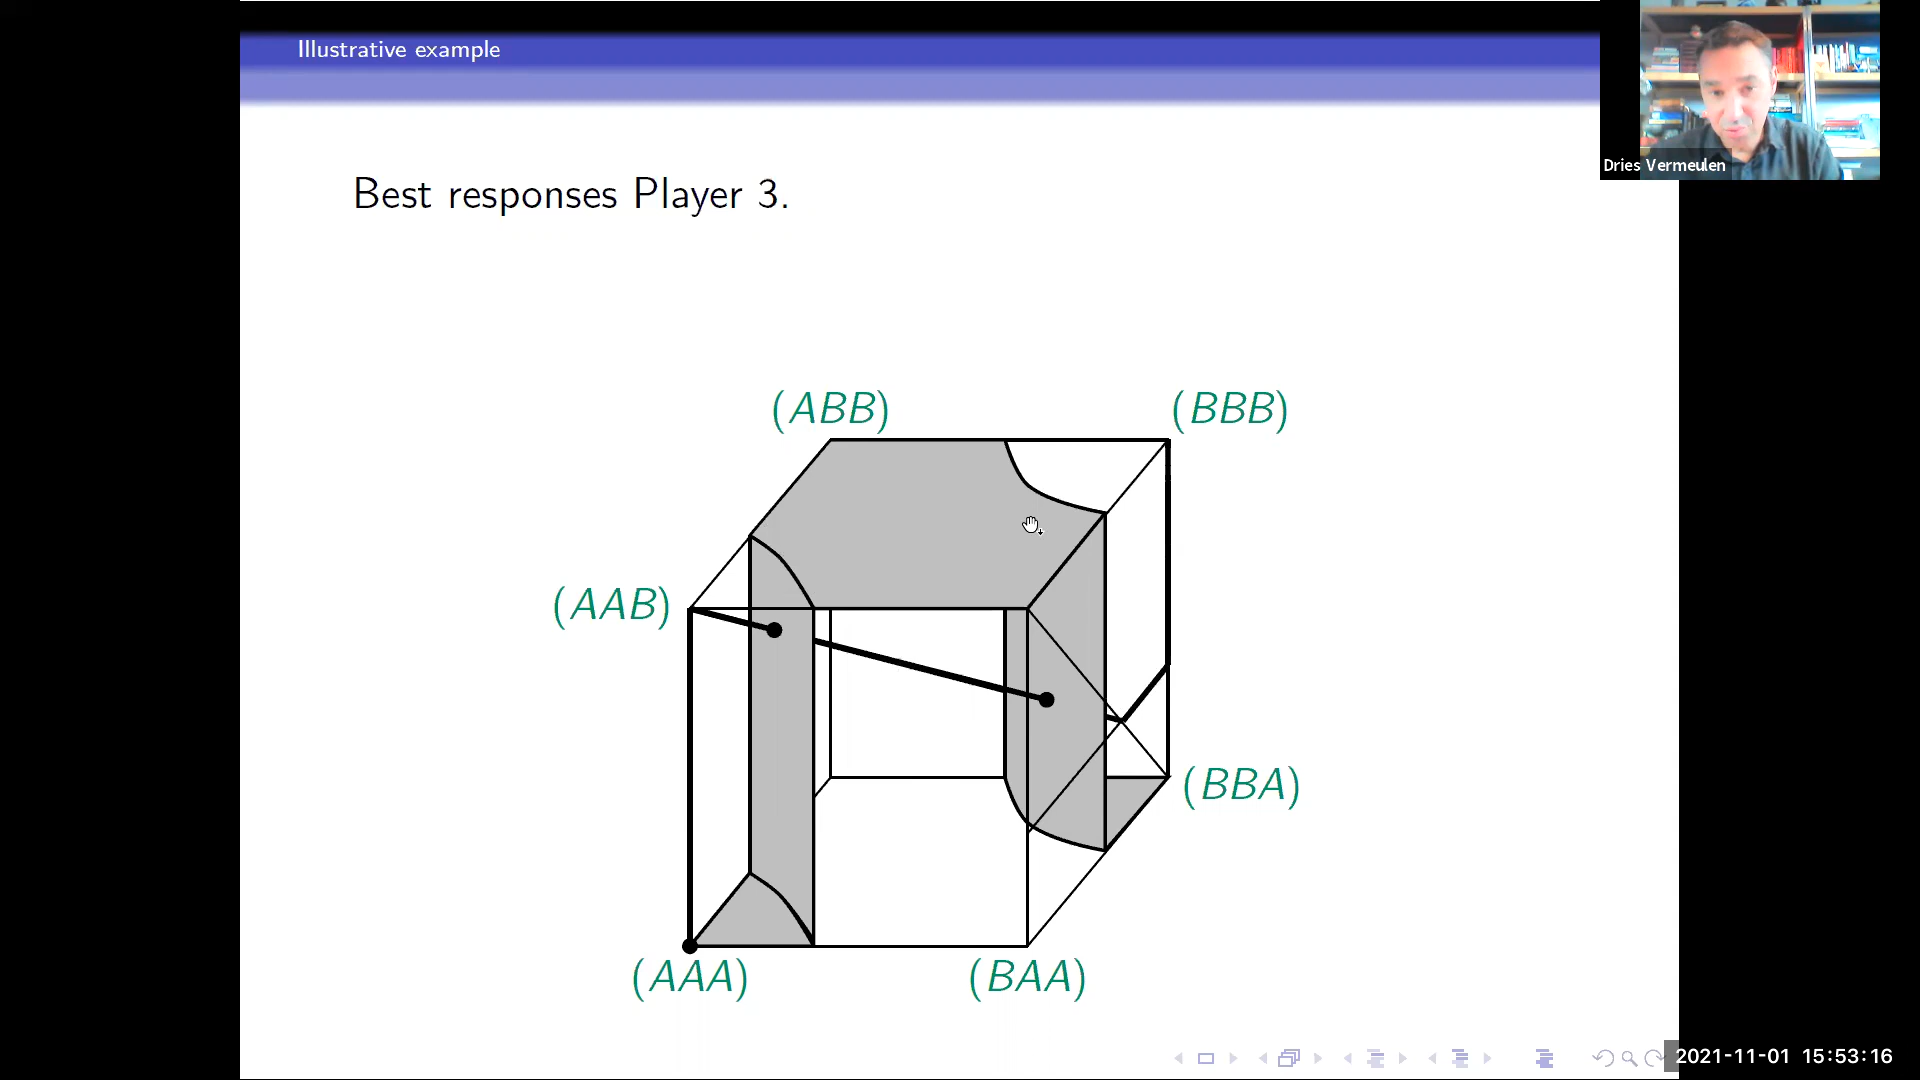 Illustrative example
Dries Vermeulen
Best responses Player 3.
(ABB)
(BBB)
(AAB)
(BBA)
(AAA)
(BAA)
2021-11-01 15:53:16